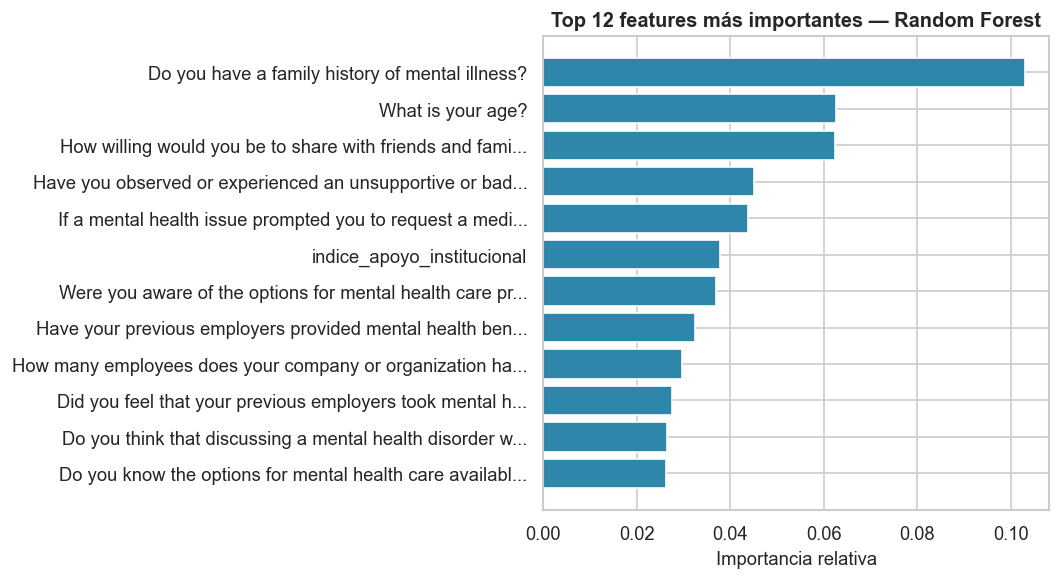 Top 12 features más importantes — Random Forest
Do you have a family history of mental illness?
What is your age?
How willing would you be to share with friends and fami...
Have you observed or experienced an unsupportive or bad...
If a mental health issue prompted you to request a medi...
indice_apoyo_institucional
Were you aware of the options for mental health care pr...
Have your previous employers provided mental health ben...
How many employees does your company or organization ha...
Did you feel that your previous employers took mental h...
Do you think that discussing a mental health disorder w...
Do you know the options for mental health care availabl...
0.00 0.02 0.04 0.06 0.08 0.10
Importancia relativa